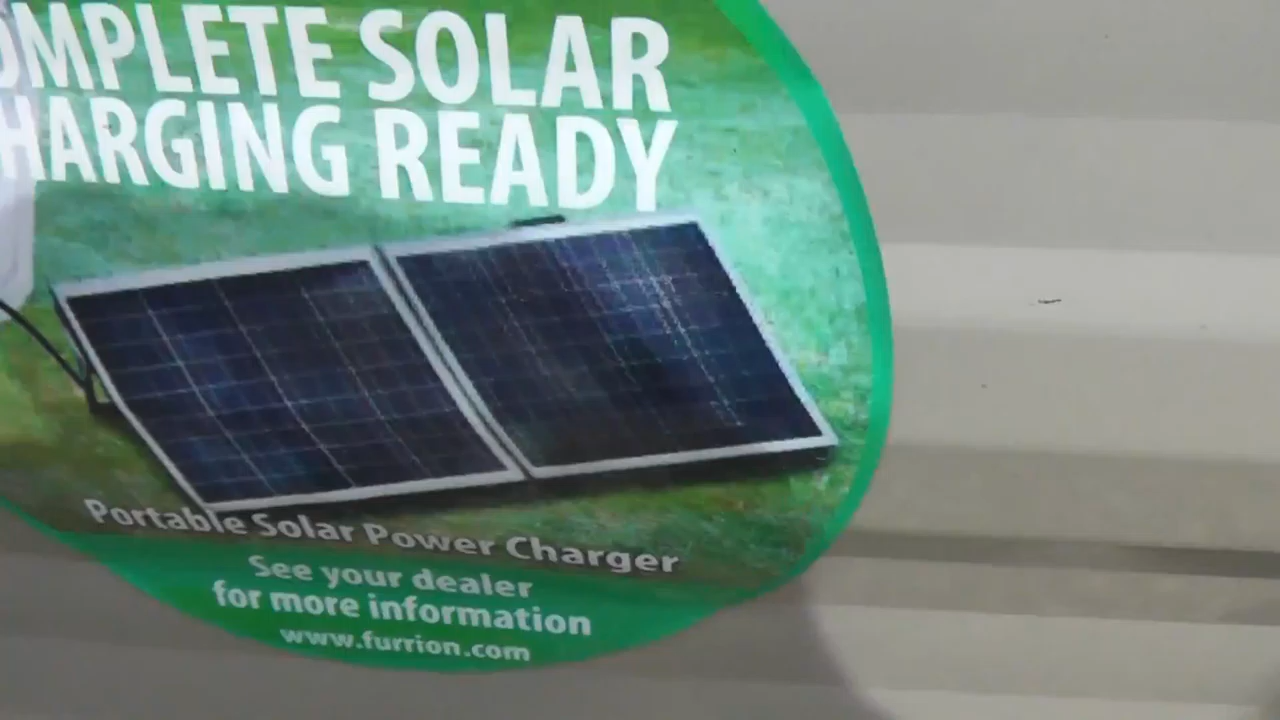 OMPLETE SOLAR
HARGING READY
Portable Solar Power Charger
See your dealer
for more information
www.furrion.com